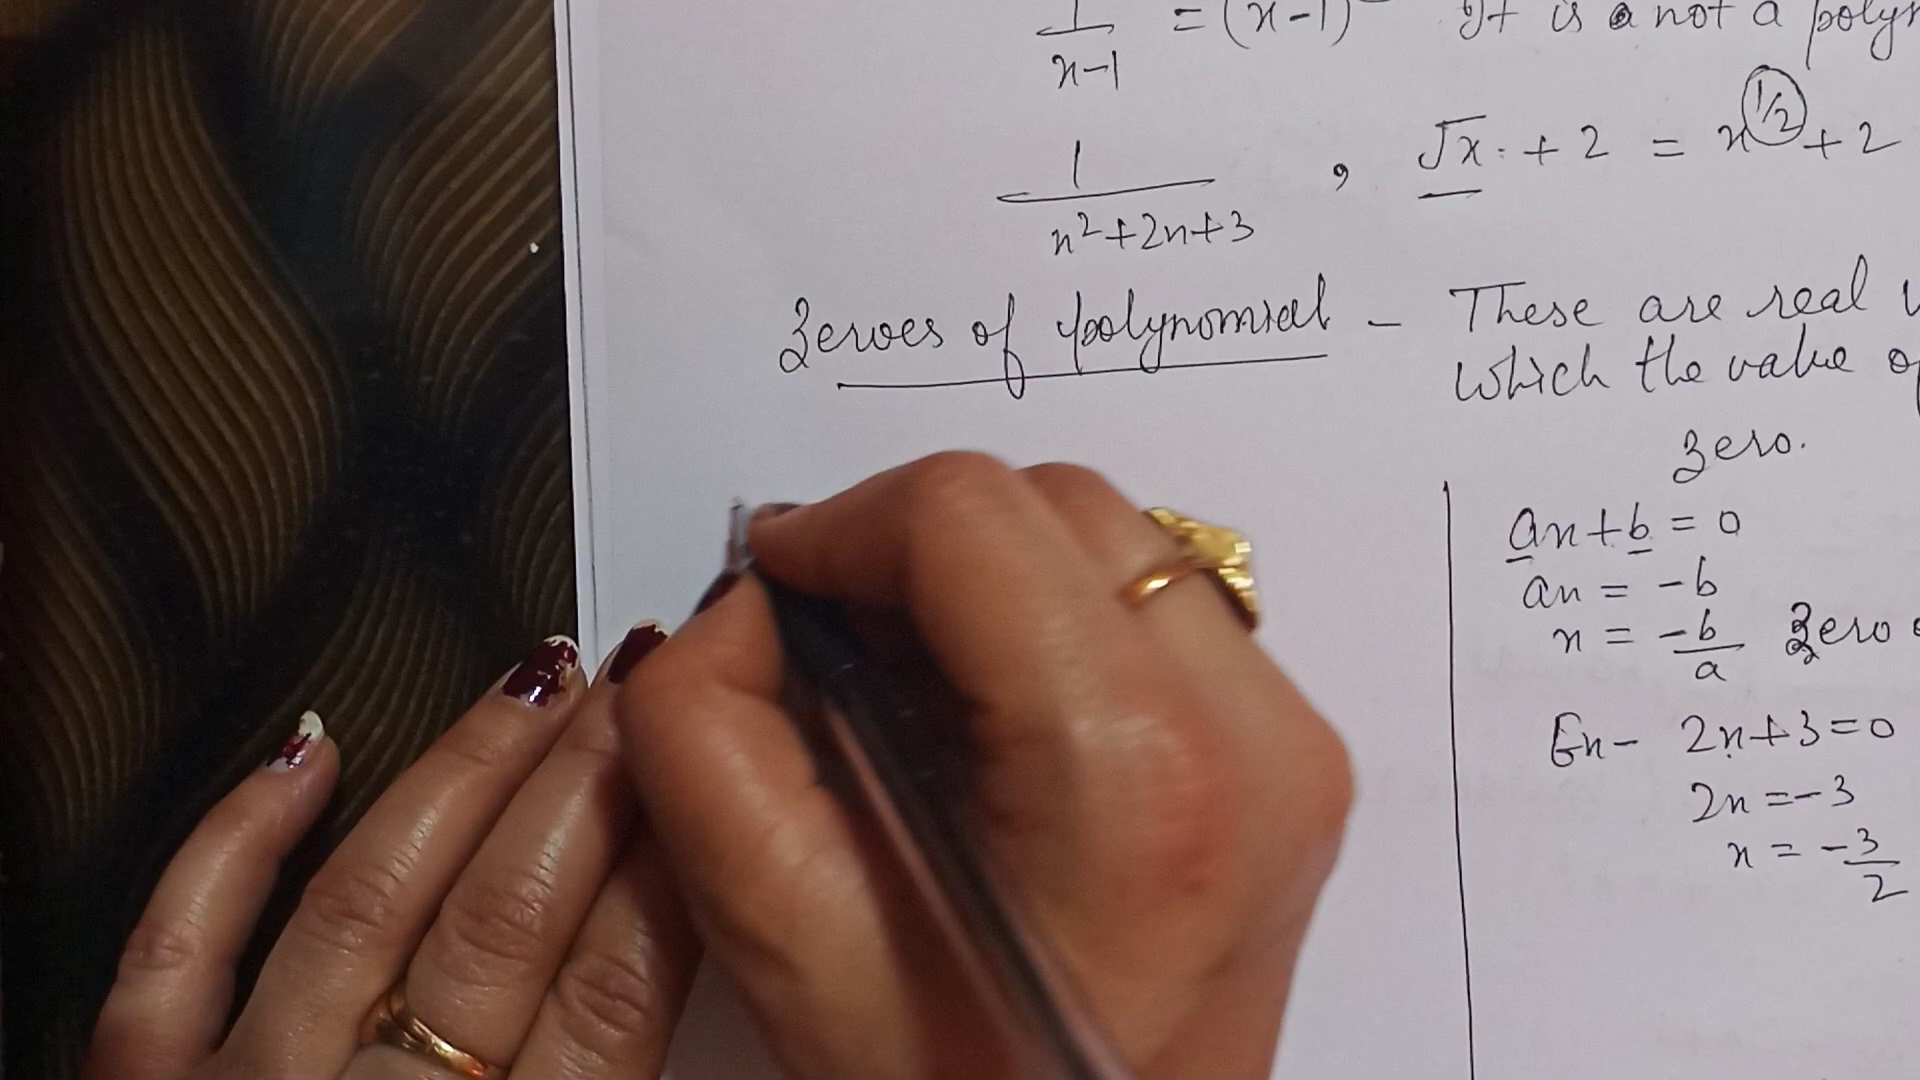 1/x-1 = (x-1) It is a not a
1/x²+2x+3 , √x + 2 = x^1/2 + 2
Zeroes of polynomial - These are real
which the value
zero.
ax+b = 0
ax = -b
x = -b/a Zero
Ex- 2x+3=0
2x = -3
x = -3/2